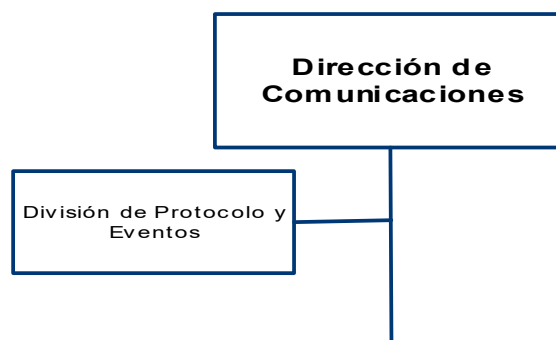 Dirección de
Comunicaciones
División de Protocolo y
Eventos